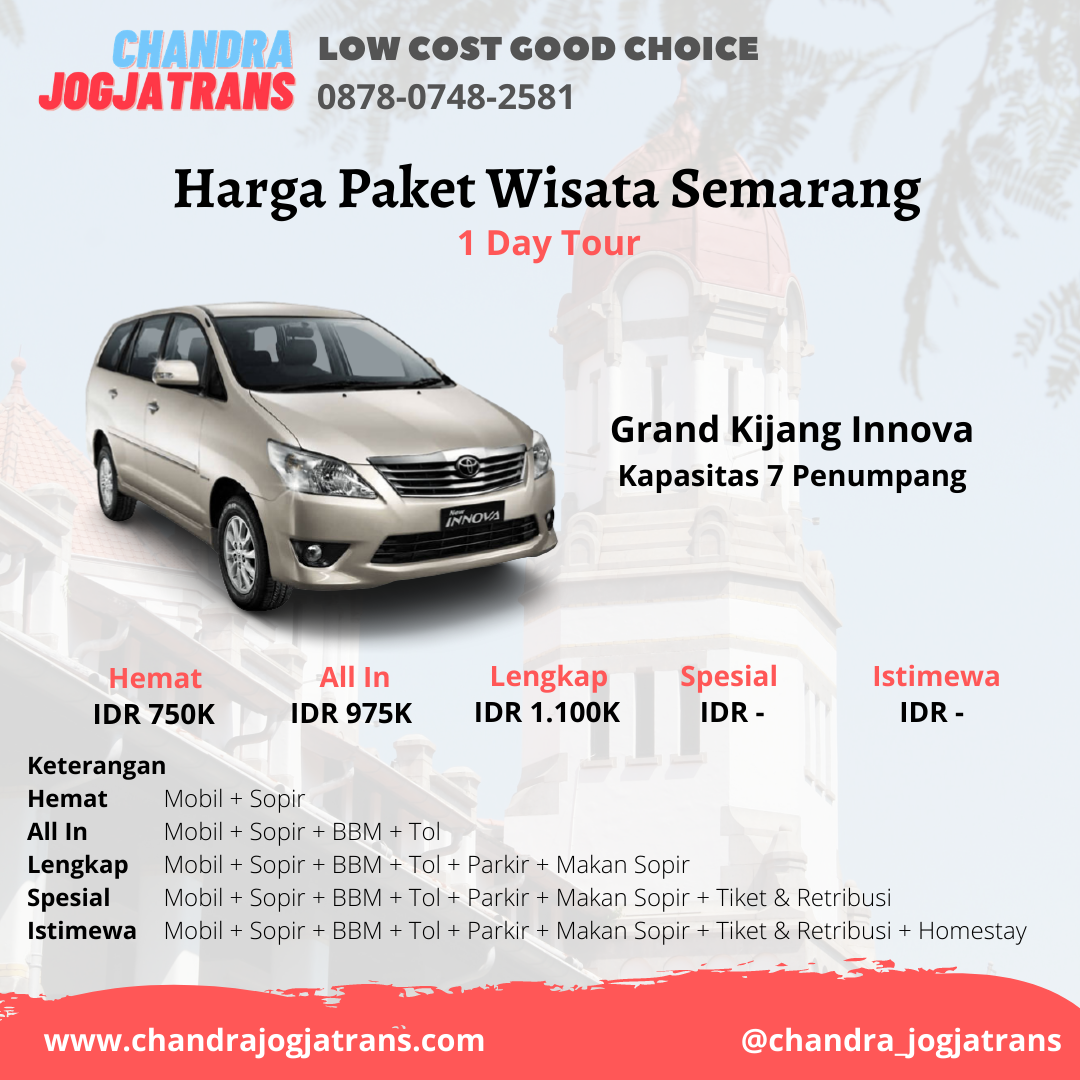 CHANDRA
JOGJATRANS
LOW COST GOOD CHOICE
0878-0748-2581
Harga Paket Wisata Semarang
1 Day Tour
New
INNOVA
Grand Kijang Innova
Kapasitas 7 Penumpang
Hemat All In Lengkap Spesial Istimewa
IDR 750K IDR 975K IDR 1.100K IDR - IDR -
Keterangan
Hemat Mobil + Sopir
All In Mobil + Sopir + BBM + Tol
Lengkap Mobil + Sopir + BBM + Tol + Parkir + Makan Sopir
Spesial Mobil + Sopir + BBM + Tol + Parkir + Makan Sopir + Tiket & Retribusi
Istimewa Mobil + Sopir + BBM + Tol + Parkir + Makan Sopir + Tiket & Retribusi + Homestay
www.chandrajogjatrans.com @chandra_jogjatrans